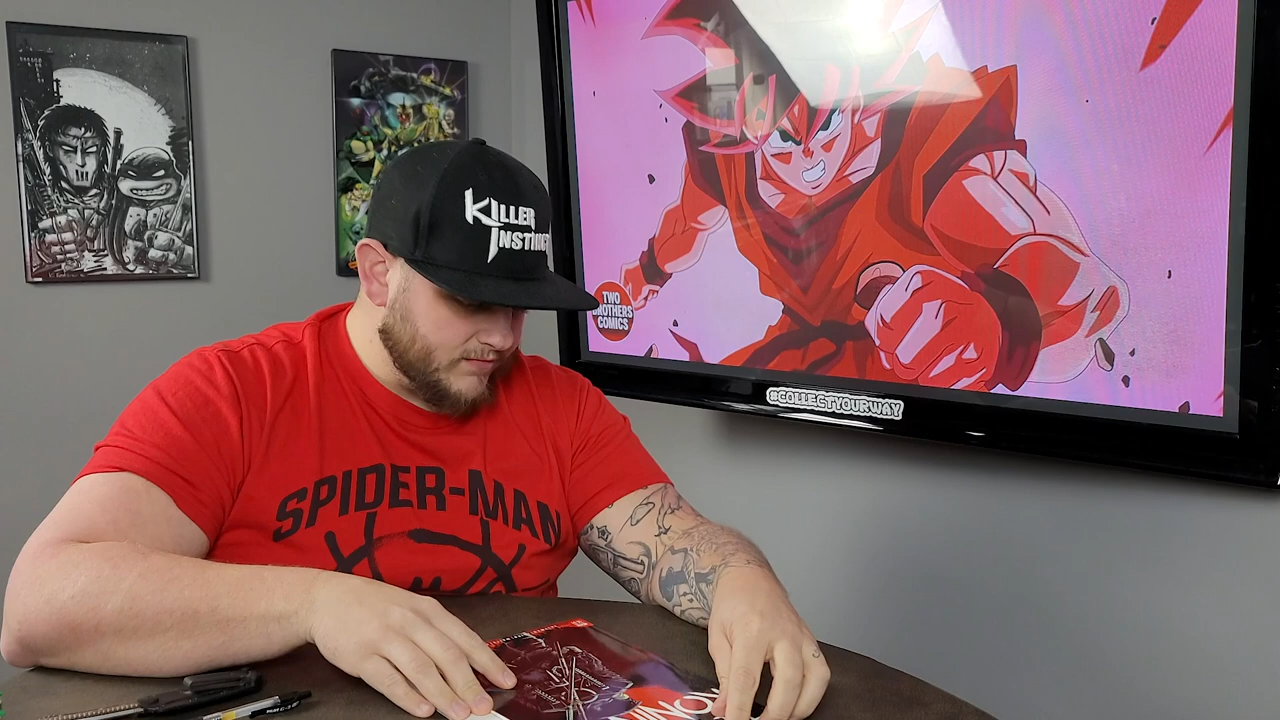 KILLER
INSTINCT
TWO
BROTHERS
COMICS
#COLLECTYOURWAY
SPIDER-MAN